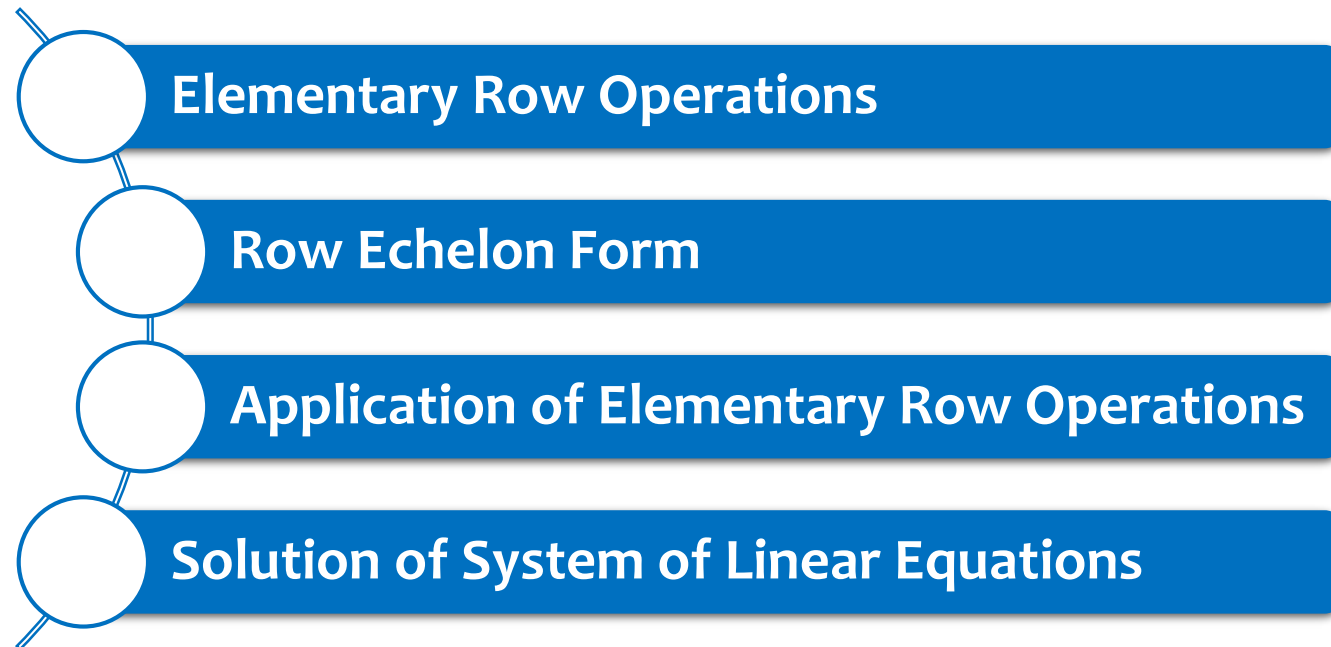 Elementary Row Operations
Row Echelon Form
Application of Elementary Row Operations
Solution of System of Linear Equations